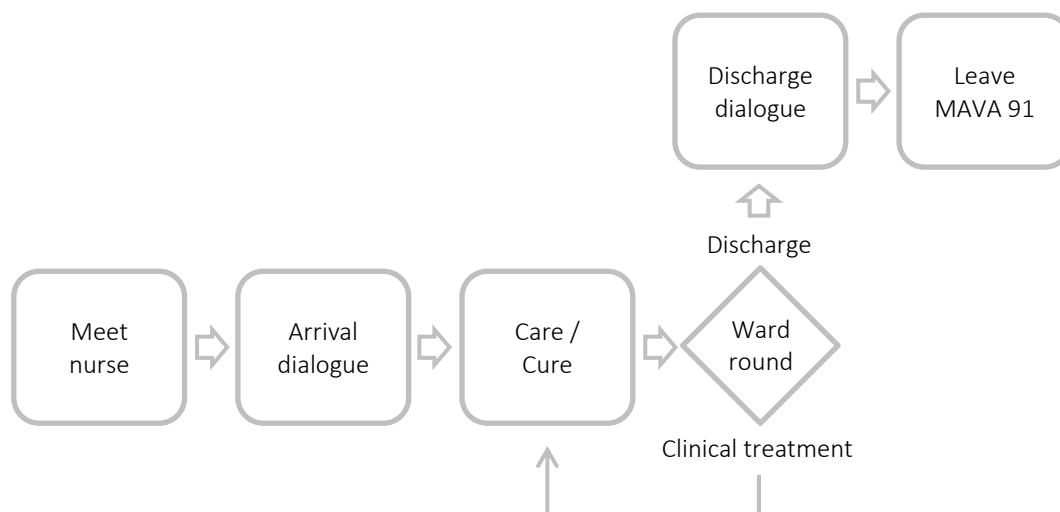 Discharge
dialogue
Leave
MAVA 91
Discharge
Meet
nurse
Arrival
dialogue
Care /
Cure
Ward
round
Clinical treatment